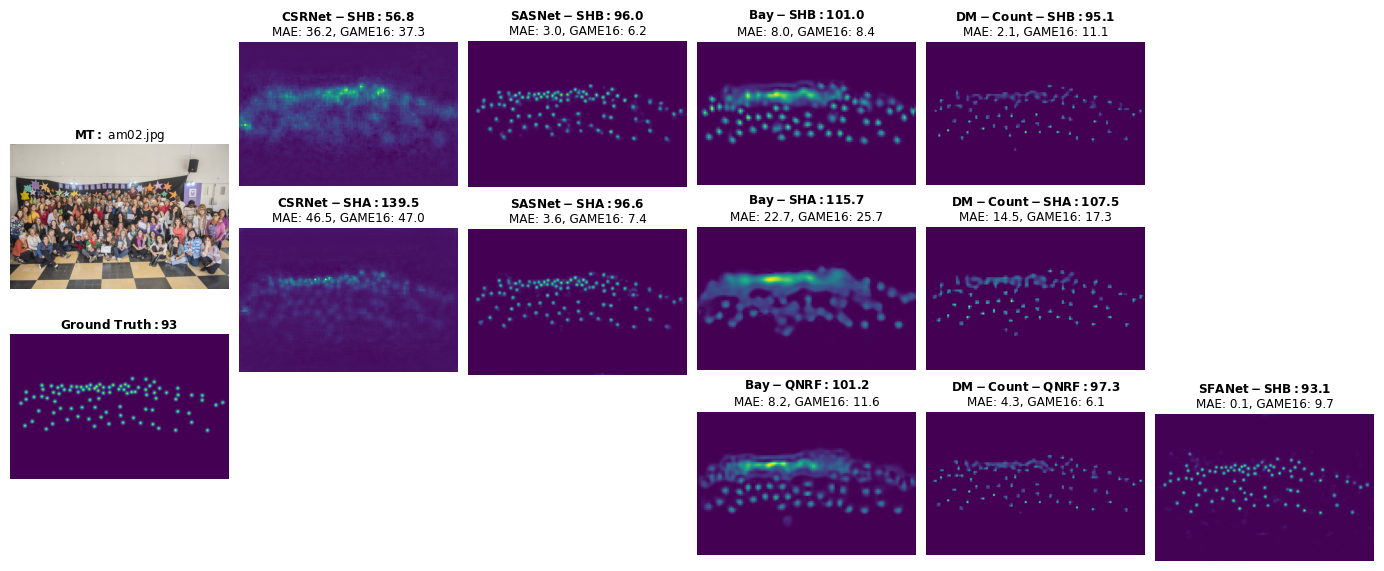 CSRNet − SHB : 56.8
MAE: 36.2, GAME16: 37.3
SASNet − SHB : 96.0
MAE: 3.0, GAME16: 6.2
Bay − SHB : 101.0
MAE: 8.0, GAME16: 8.4
DM − Count − SHB : 95.1
MAE: 2.1, GAME16: 11.1
MT : am02.jpg
CSRNet − SHA : 139.5
MAE: 46.5, GAME16: 47.0
SASNet − SHA : 96.6
MAE: 3.6, GAME16: 7.4
Bay − SHA : 115.7
MAE: 22.7, GAME16: 25.7
DM − Count − SHA : 107.5
MAE: 14.5, GAME16: 17.3
Ground Truth : 93
Bay − QNRF : 101.2
MAE: 8.2, GAME16: 11.6
DM − Count − QNRF : 97.3
MAE: 4.3, GAME16: 6.1
SFANet − SHB : 93.1
MAE: 0.1, GAME16: 9.7